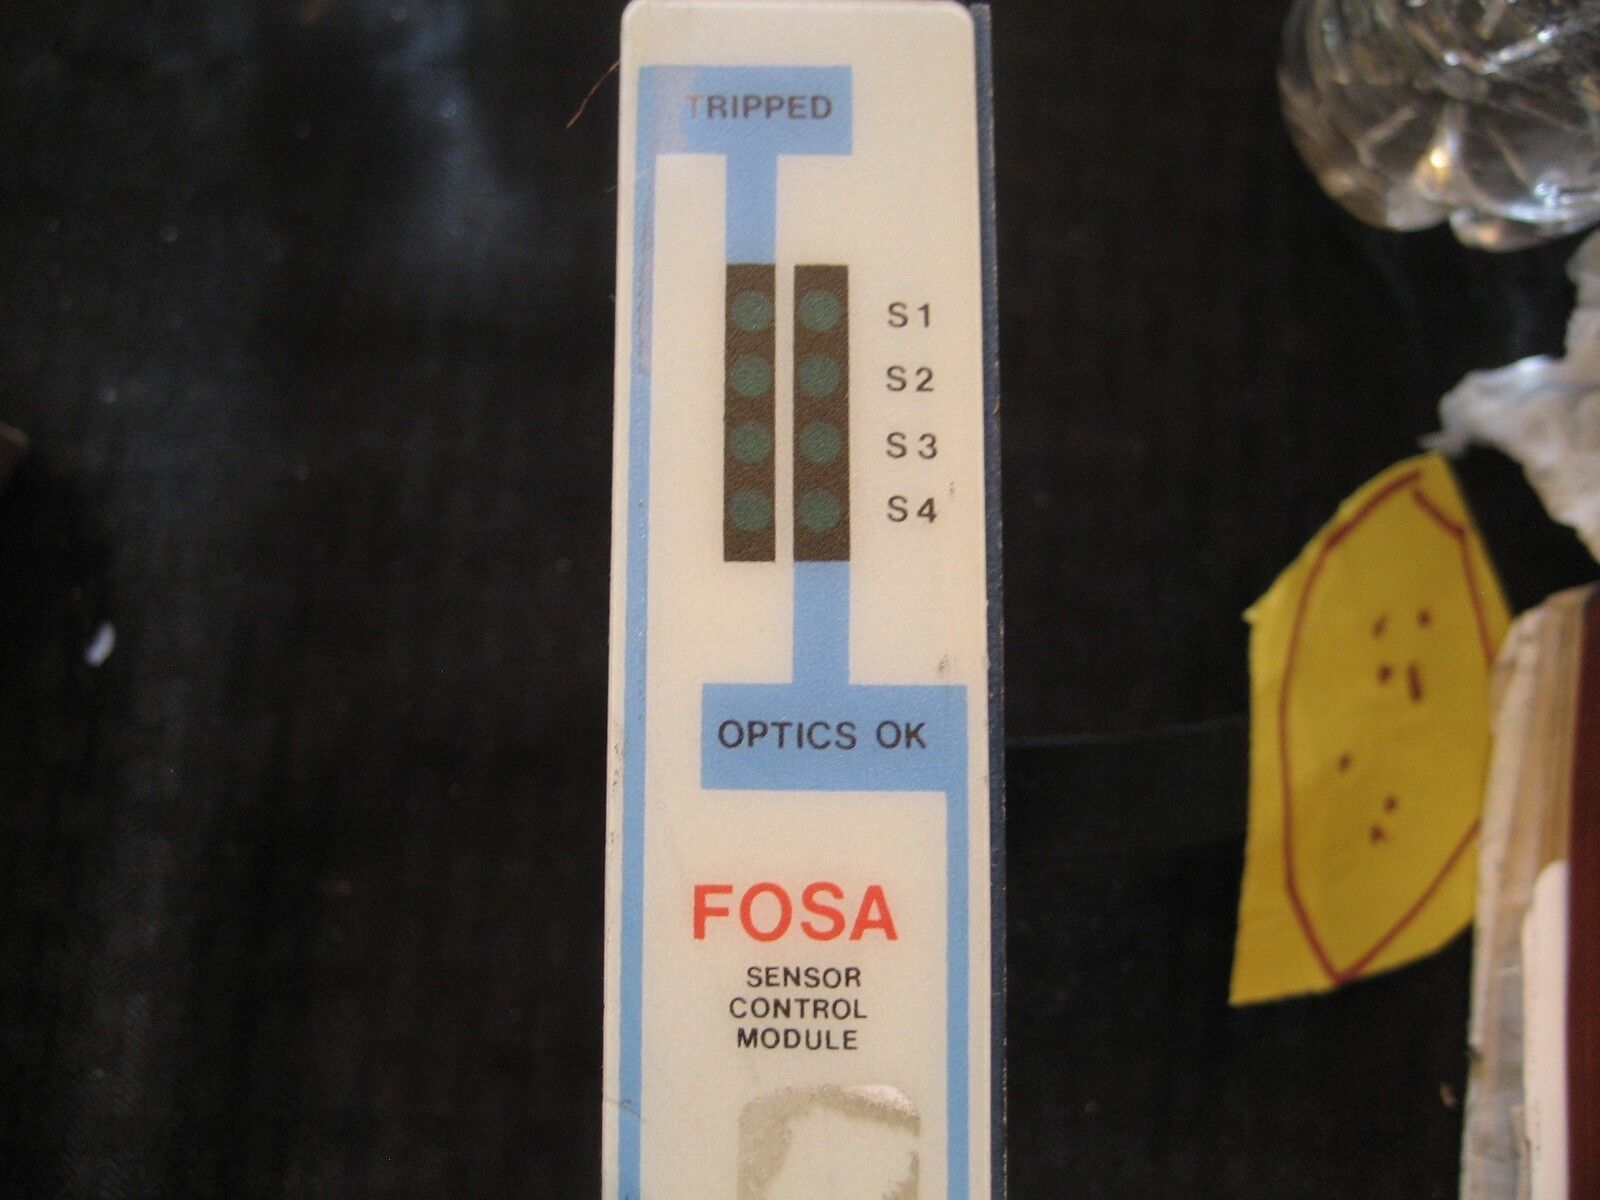 TRIPPED
S1
S2
S3
S4
OPTICS OK
FOSA
SENSOR
CONTROL
MODULE